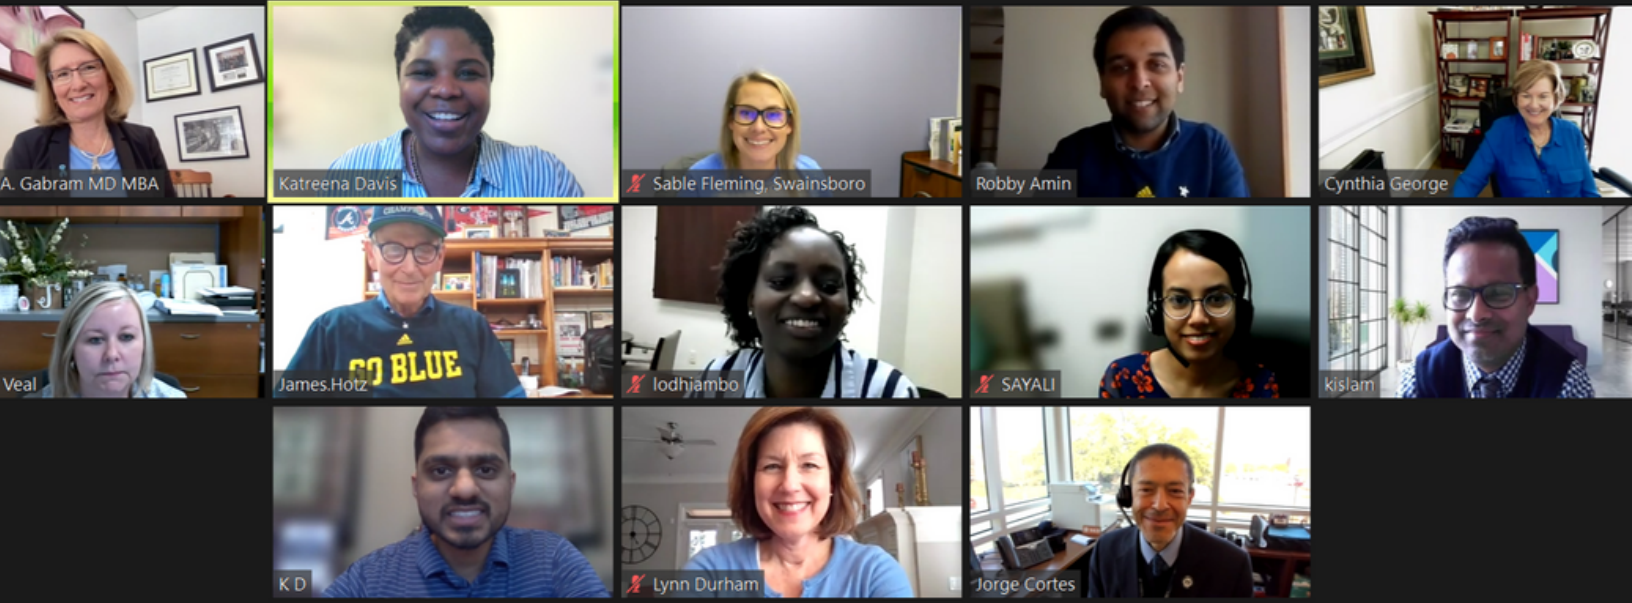 A. Gabram MD MBA
Katreena Davis
Sable Fleming, Swainsboro
Robby Amin
Cynthia George
CHAMPIONS
Veal
GO BLUE
James.Hotz
lodhiambo
SAYALI
kislam
K D
Lynn Durham
Jorge Cortes